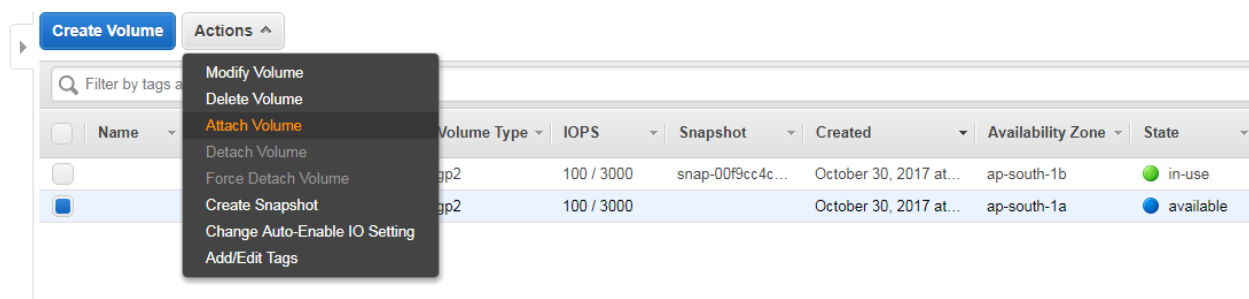 Create Volume Actions
Modify Volume
Filter by tags a
Delete Volume
Attach Volume
Name Volume Type IOPS Snapshot Created Availability Zone State
Detach Volume
Force Detach Volume
gp2 100 / 3000 snap-00f9cc4c... October 30, 2017 at... ap-south-1b in-use
Create Snapshot
gp2 100 / 3000 October 30, 2017 at... ap-south-1a available
Change Auto-Enable IO Setting
Add/Edit Tags